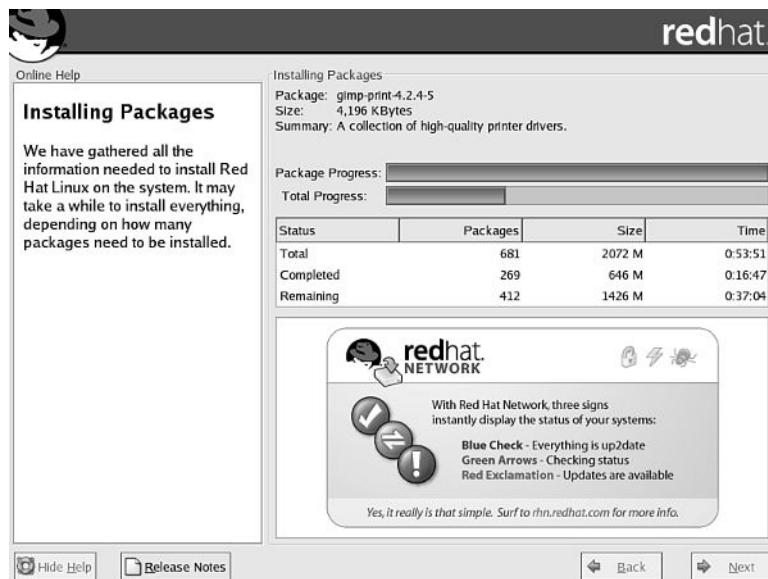 redhat.
Online Help
Installing Packages
We have gathered all the
information needed to install Red
Hat Linux on the system. It may
take a while to install everything,
depending on how many
packages need to be installed.
Installing Packages
Package: gimp-print-4.2.4-5
Size: 4,196 KBytes
Summary: A collection of high-quality printer drivers.
Package Progress:
Total Progress:
Status Packages Size Time
Total 681 2072 M 0:53:51
Completed 269 646 M 0:16:47
Remaining 412 1426 M 0:37:04
redhat.
NETWORK
With Red Hat Network, three signs
instantly display the status of your systems:
Blue Check - Everything is up2date
Green Arrows - Checking status
Red Exclamation - Updates are available
Yes, it really is that simple. Surf to rhn.redhat.com for more info.
Hide Help Release Notes Back Next